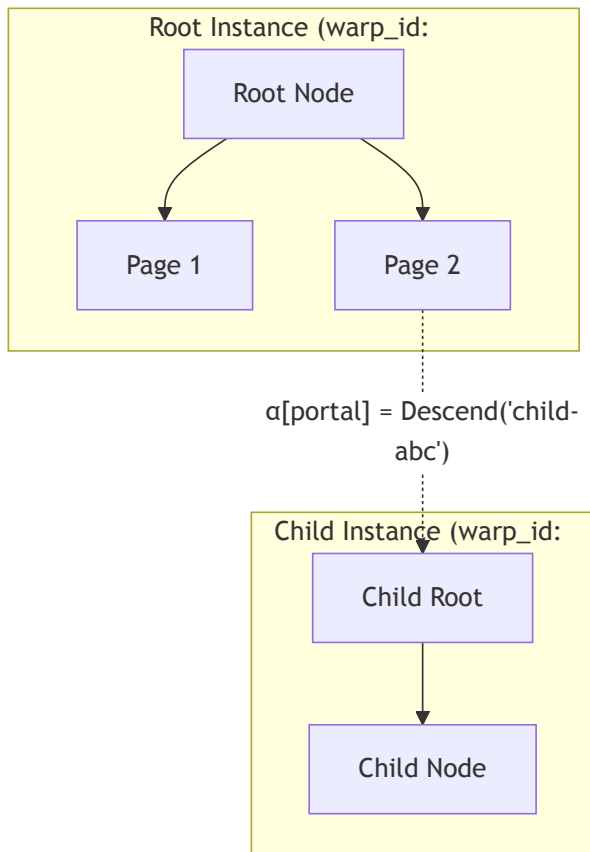 Root Instance (warp_id:
Root Node
Page 1
Page 2
α[portal] = Descend('child-
abc')
Child Instance (warp_id:
Child Root
Child Node